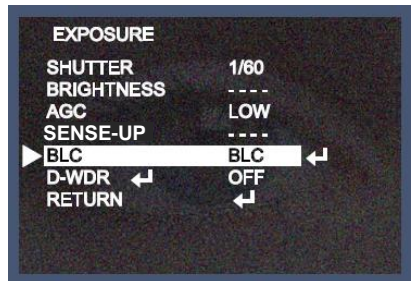 EXPOSURE
SHUTTER 1/60
BRIGHTNESS - - - -
AGC LOW
SENSE-UP - - - -
BLC BLC ↵
D-WDR ↵ OFF
RETURN ↵